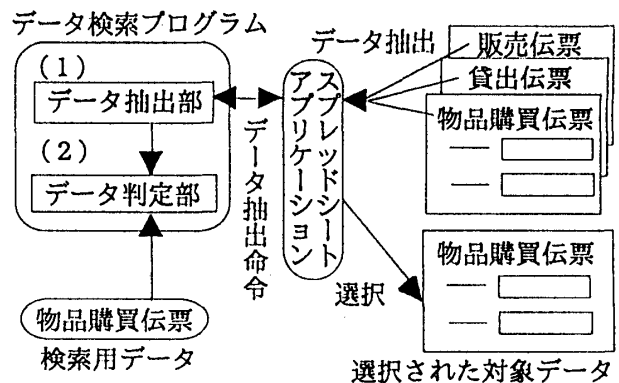 データ検索プログラム
(1)
データ抽出部
(2)
データ判定部
物品購買伝票
検索用データ
データ抽出命令
スプレッドシート
アプリケーション
データ抽出
販売伝票
貸出伝票
物品購買伝票
選択
物品購買伝票
選択された対象データ